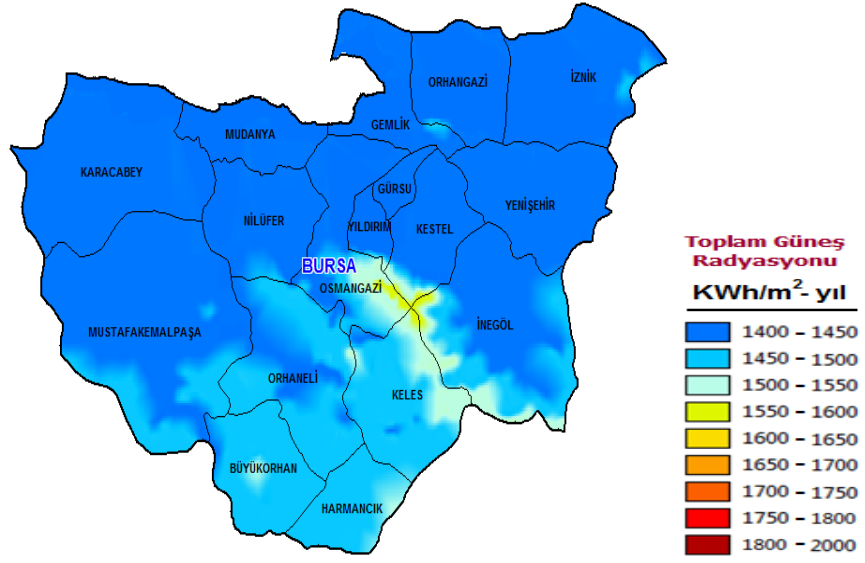 ORHANGAZİ
İZNİK
GEMLİK
MUDANYA
KARACABEY
GÜRSU
YENİŞEHİR
NİLÜFER
YILDIRIM
KESTEL
BURSA
OSMANGAZİ
MUSTAFAKEMALPAŞA
İNEGÖL
ORHANELİ
KELES
BÜYÜKORHAN
HARMANCIK
Toplam Güneş
Radyasyonu
KWh/m²- yıl
1400 – 1450
1450 – 1500
1500 – 1550
1550 – 1600
1600 – 1650
1650 – 1700
1700 – 1750
1750 – 1800
1800 – 2000